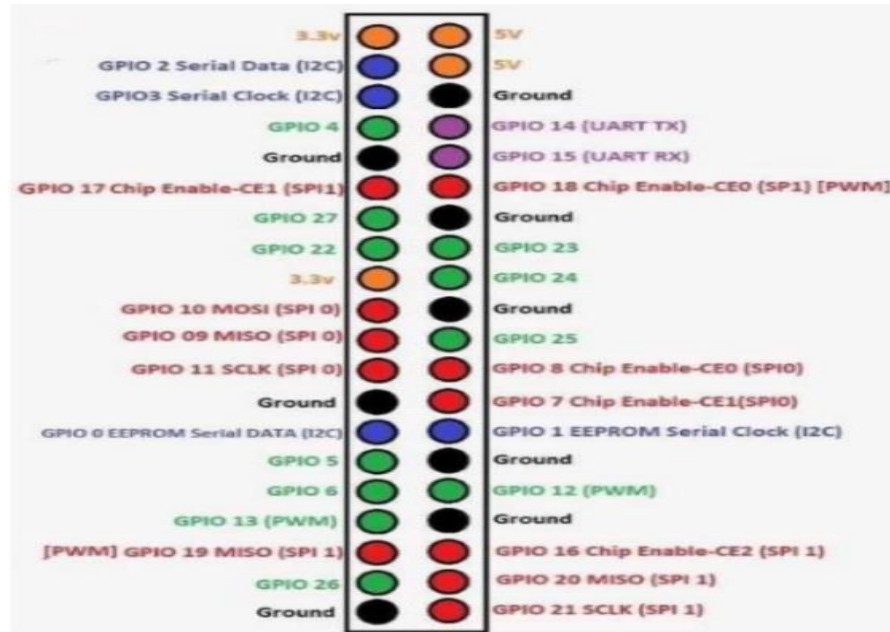 3.3v 5V
GPIO 2 Serial Data (I2C) 5V
GPIO3 Serial Clock (I2C) Ground
GPIO 4 GPIO 14 (UART TX)
Ground GPIO 15 (UART RX)
GPIO 17 Chip Enable-CE1 (SPI1) GPIO 18 Chip Enable-CE0 (SP1) [PWM]
GPIO 27 Ground
GPIO 22 GPIO 23
3.3v GPIO 24
GPIO 10 MOSI (SPI 0) Ground
GPIO 09 MISO (SPI 0) GPIO 25
GPIO 11 SCLK (SPI 0) GPIO 8 Chip Enable-CE0 (SPI0)
Ground GPIO 7 Chip Enable-CE1(SPI0)
GPIO 0 EEPROM Serial DATA (I2C) GPIO 1 EEPROM Serial Clock (I2C)
GPIO 5 Ground
GPIO 6 GPIO 12 (PWM)
GPIO 13 (PWM) Ground
[PWM] GPIO 19 MISO (SPI 1) GPIO 16 Chip Enable-CE2 (SPI 1)
GPIO 26 GPIO 20 MISO (SPI 1)
Ground GPIO 21 SCLK (SPI 1)